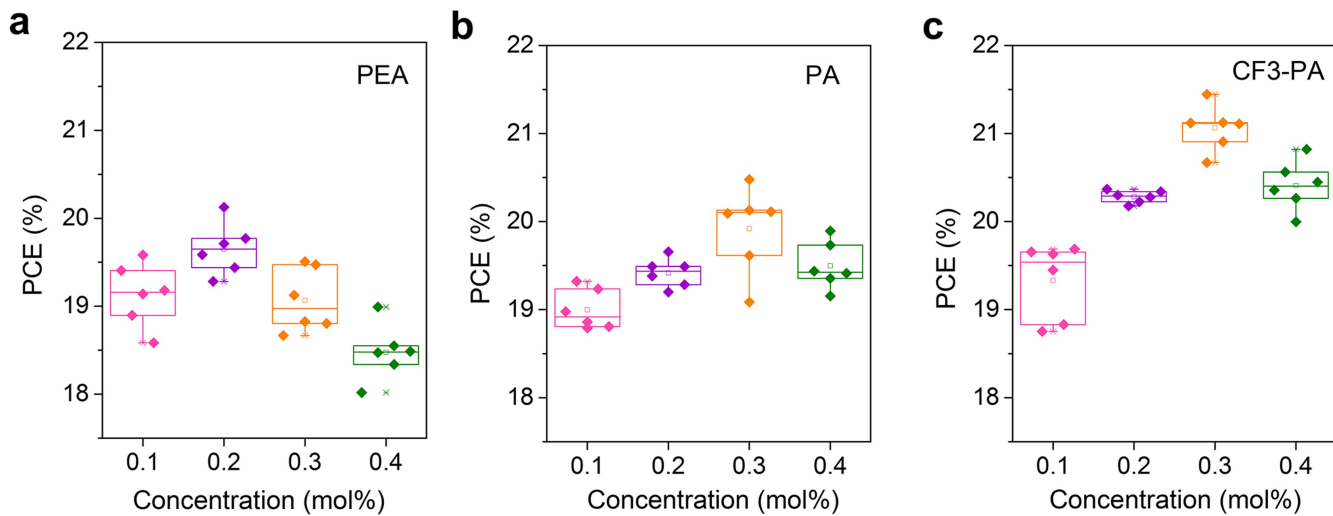 a
PEA
22
21
20
19
18
PCE (%)
0.1 0.2 0.3 0.4
Concentration (mol%)
b
PA
22
21
20
19
18
PCE (%)
0.1 0.2 0.3 0.4
Concentration (mol%)
c
CF3-PA
22
21
20
19
18
PCE (%)
0.1 0.2 0.3 0.4
Concentration (mol%)